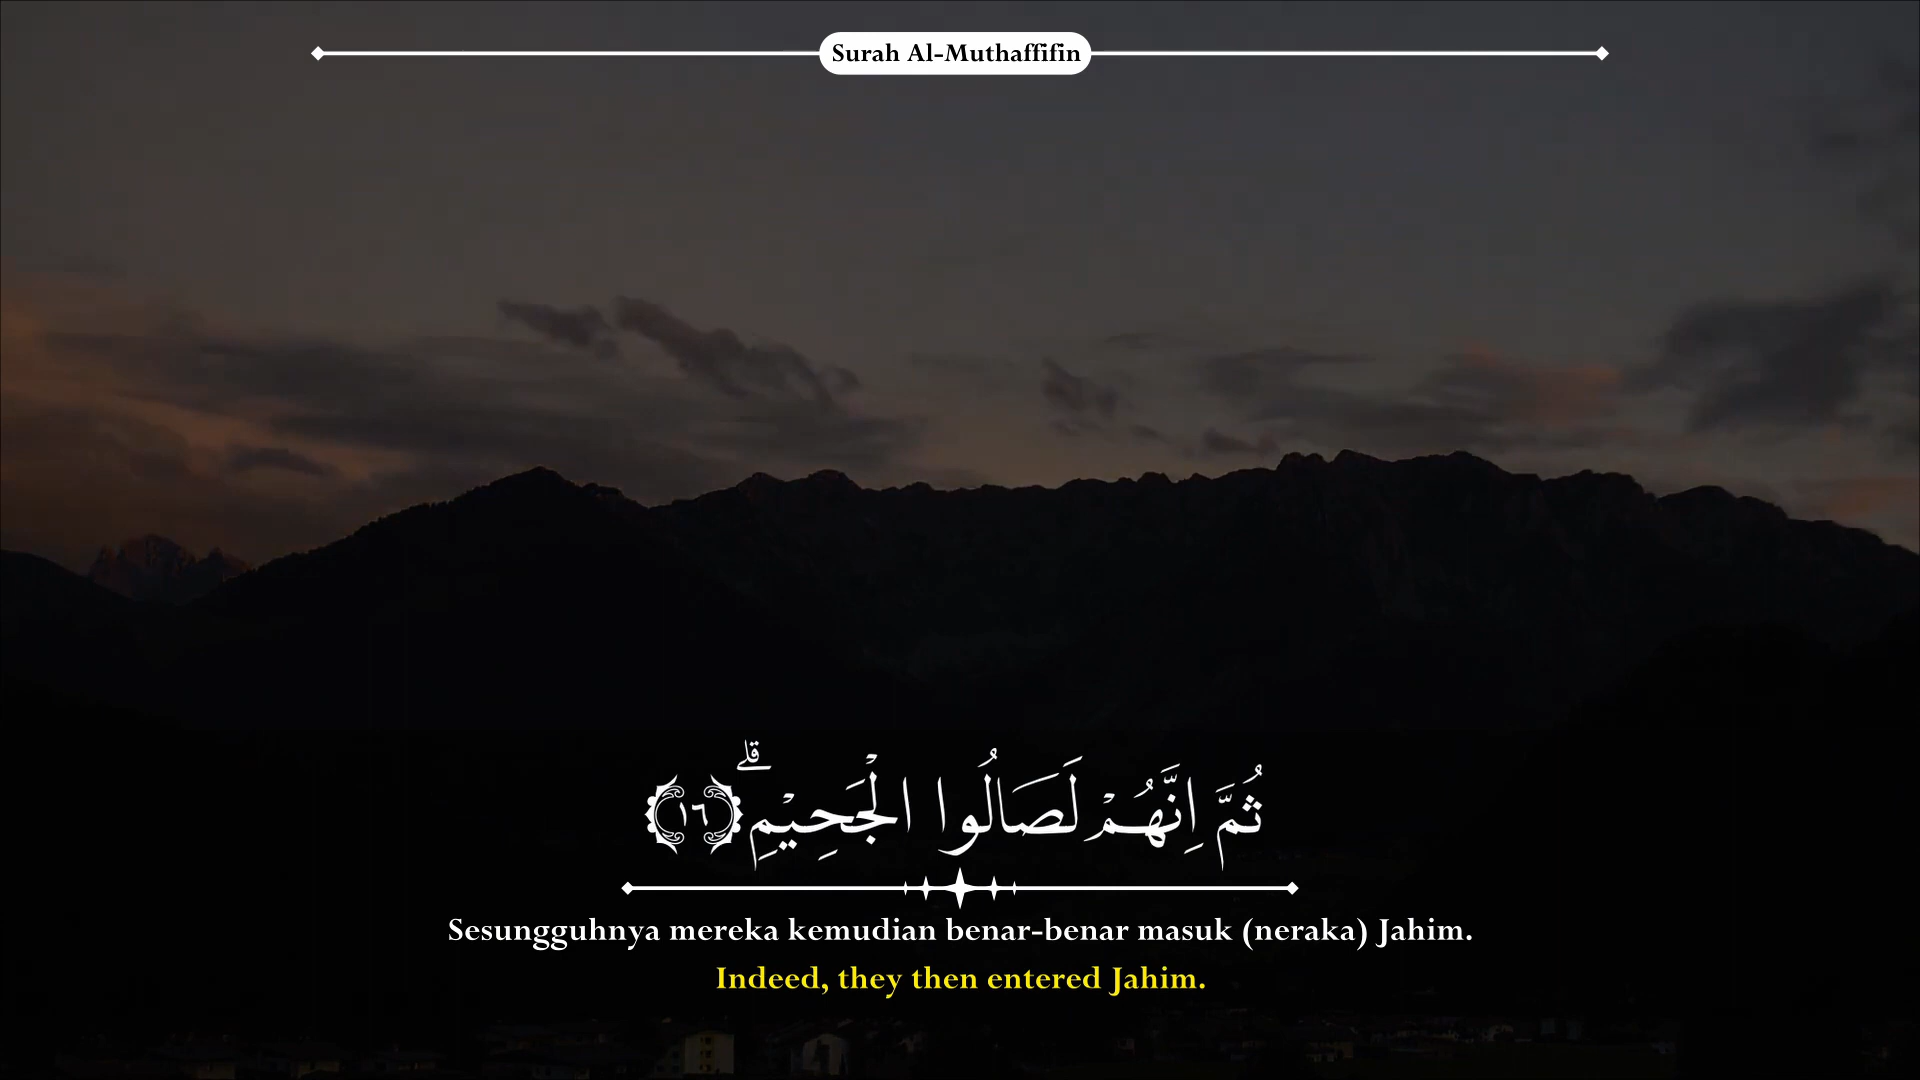 Surah Al-Muthaffifin
ثُمَّ اِنَّهُمْ لَصَالُوا الْجَحِيْمِۗ ١٦
Sesungguhnya mereka kemudian benar-benar masuk (neraka) Jahim.
Indeed, they then entered Jahim.